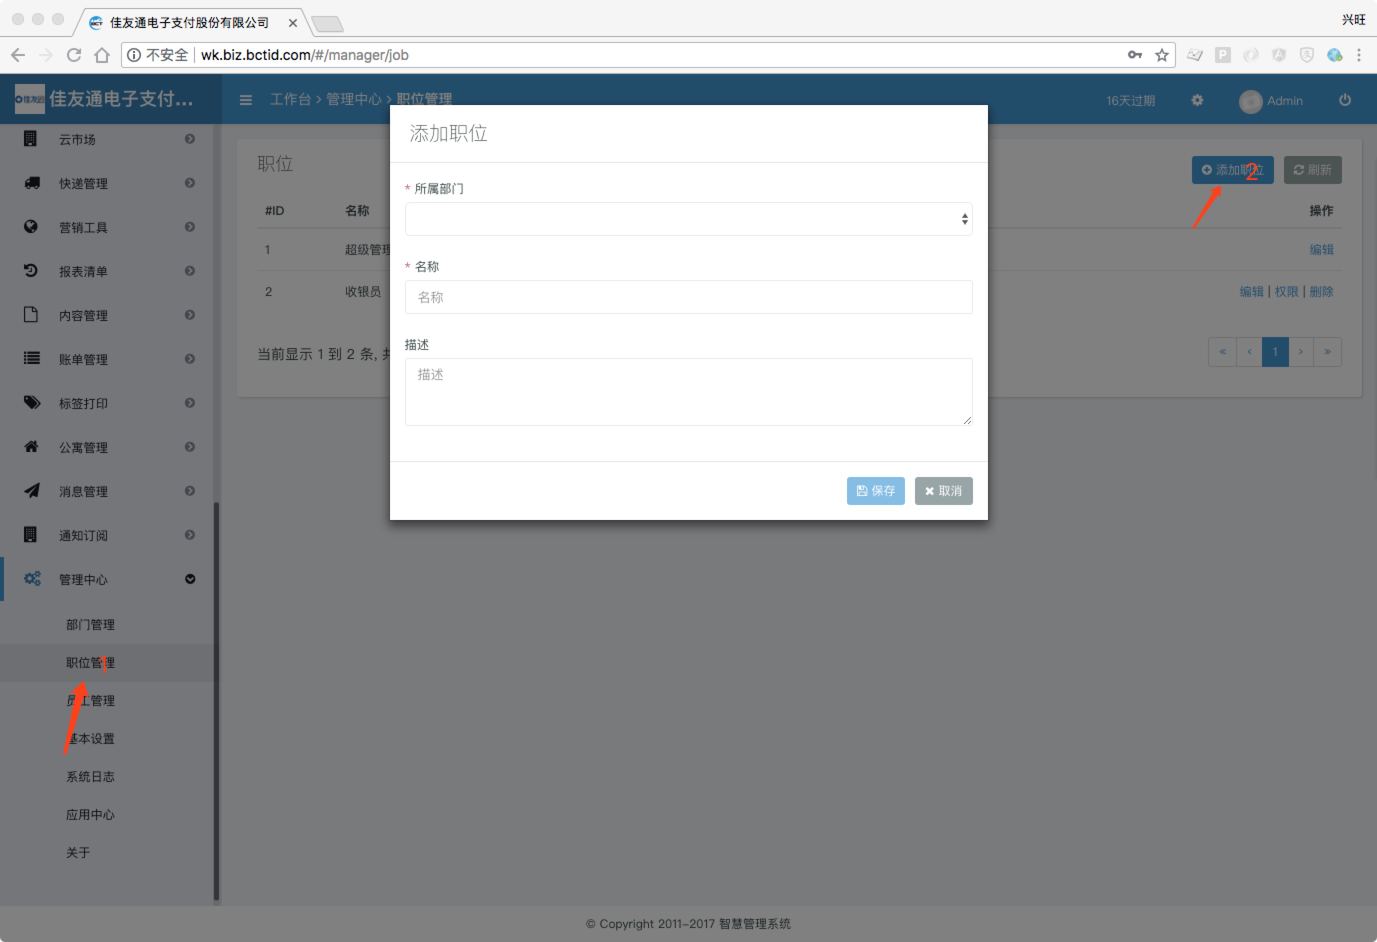 佳友通电子支付股份有限公司
兴旺
不安全 wk.biz.bctid.com/#/manager/job
佳友通电子支付...
工作台 > 管理中心 > 职位管理
16天过期
Admin
云市场
快递管理
营销工具
报表清单
内容管理
账单管理
标签打印
公寓管理
消息管理
通知订阅
管理中心
部门管理
职位管理
1
员工管理
基本设置
系统日志
应用中心
关于
职位
添加职位
2
刷新
#ID 名称 操作
1 超级管理 编辑
2 收银员 编辑 | 权限 | 删除
当前显示 1 到 2 条, 共
« ‹ 1 › »
添加职位
* 所属部门
* 名称
名称
描述
描述
保存
取消
© Copyright 2011-2017 智慧管理系统